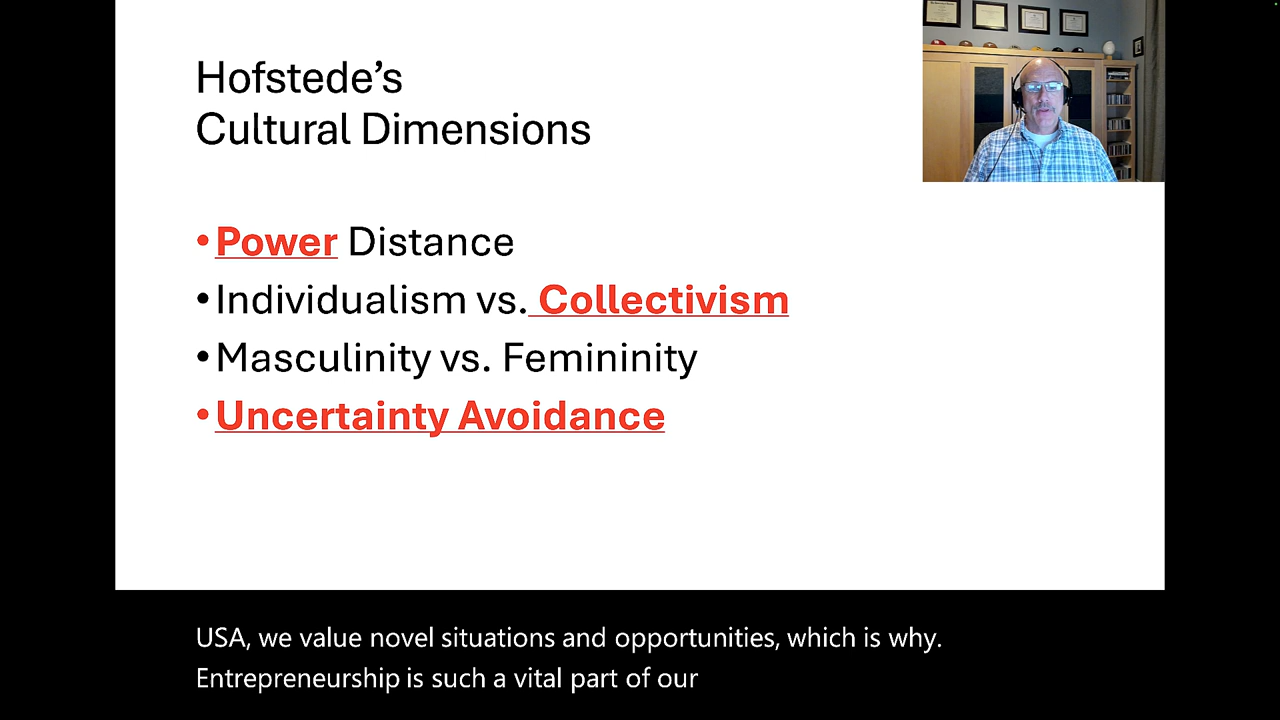 Hofstede’s
Cultural Dimensions
•Power Distance
•Individualism vs. Collectivism
•Masculinity vs. Femininity
•Uncertainty Avoidance
USA, we value novel situations and opportunities, which is why.
Entrepreneurship is such a vital part of our